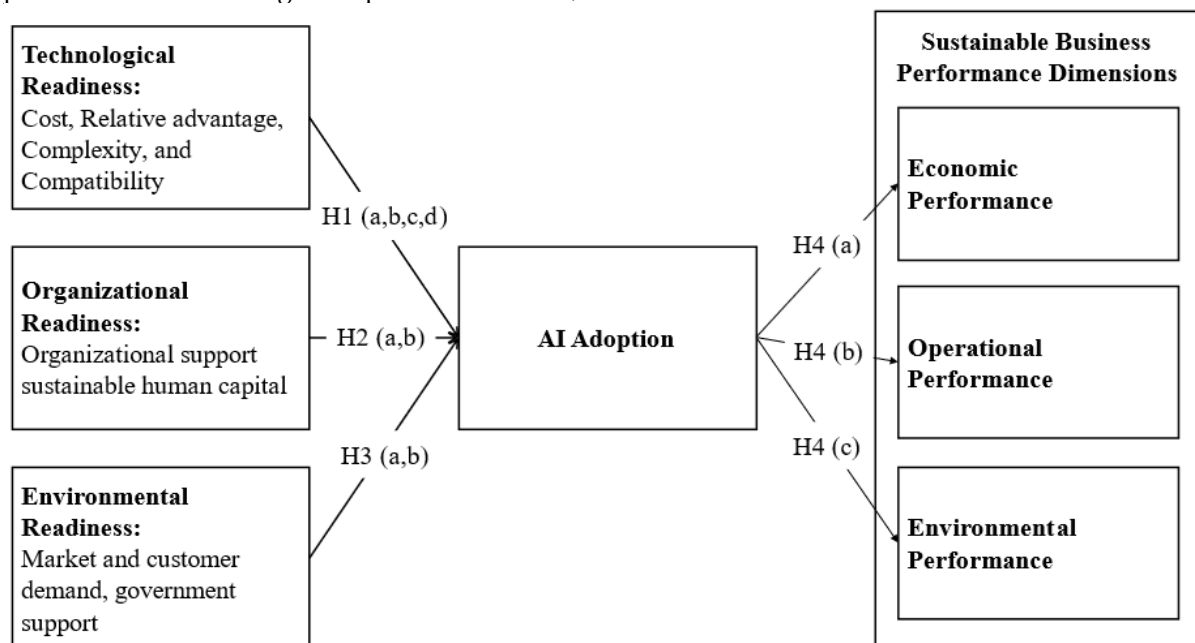 Technological
Readiness:
Cost, Relative advantage,
Complexity, and
Compatibility
H1 (a,b,c,d)
Organizational
Readiness:
Organizational support
sustainable human capital
H2 (a,b)
Environmental
Readiness:
Market and customer
demand, government
support
H3 (a,b)
AI Adoption
H4 (a)
H4 (b)
H4 (c)
Sustainable Business
Performance Dimensions
Economic
Performance
Operational
Performance
Environmental
Performance